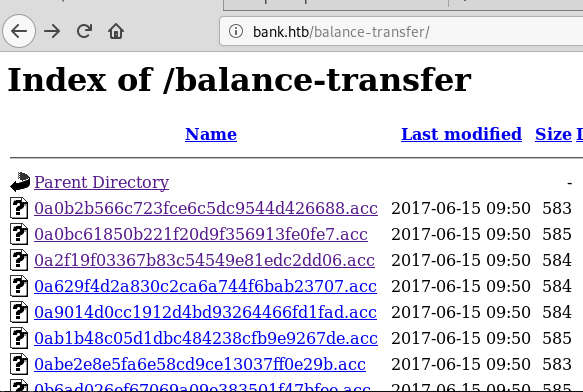 bank.htb/balance-transfer/
Index of /balance-transfer
Name Last modified Size
Parent Directory -
0a0b2b566c723fce6c5dc9544d426688.acc 2017-06-15 09:50 583
0a0bc61850b221f20d9f356913fe0fe7.acc 2017-06-15 09:50 585
0a2f19f03367b83c54549e81edc2dd06.acc 2017-06-15 09:50 584
0a629f4d2a830c2ca6a744f6bab23707.acc 2017-06-15 09:50 584
0a9014d0cc1912d4bd93264466fd1fad.acc 2017-06-15 09:50 584
0ab1b48c05d1dbc484238cfb9e9267de.acc 2017-06-15 09:50 585
0abe2e8e5fa6e58cd9ce13037ff0e29b.acc 2017-06-15 09:50 583
0b6ad026ef67069a09e383501f47bfee.acc 2017-06-15 09:50 585